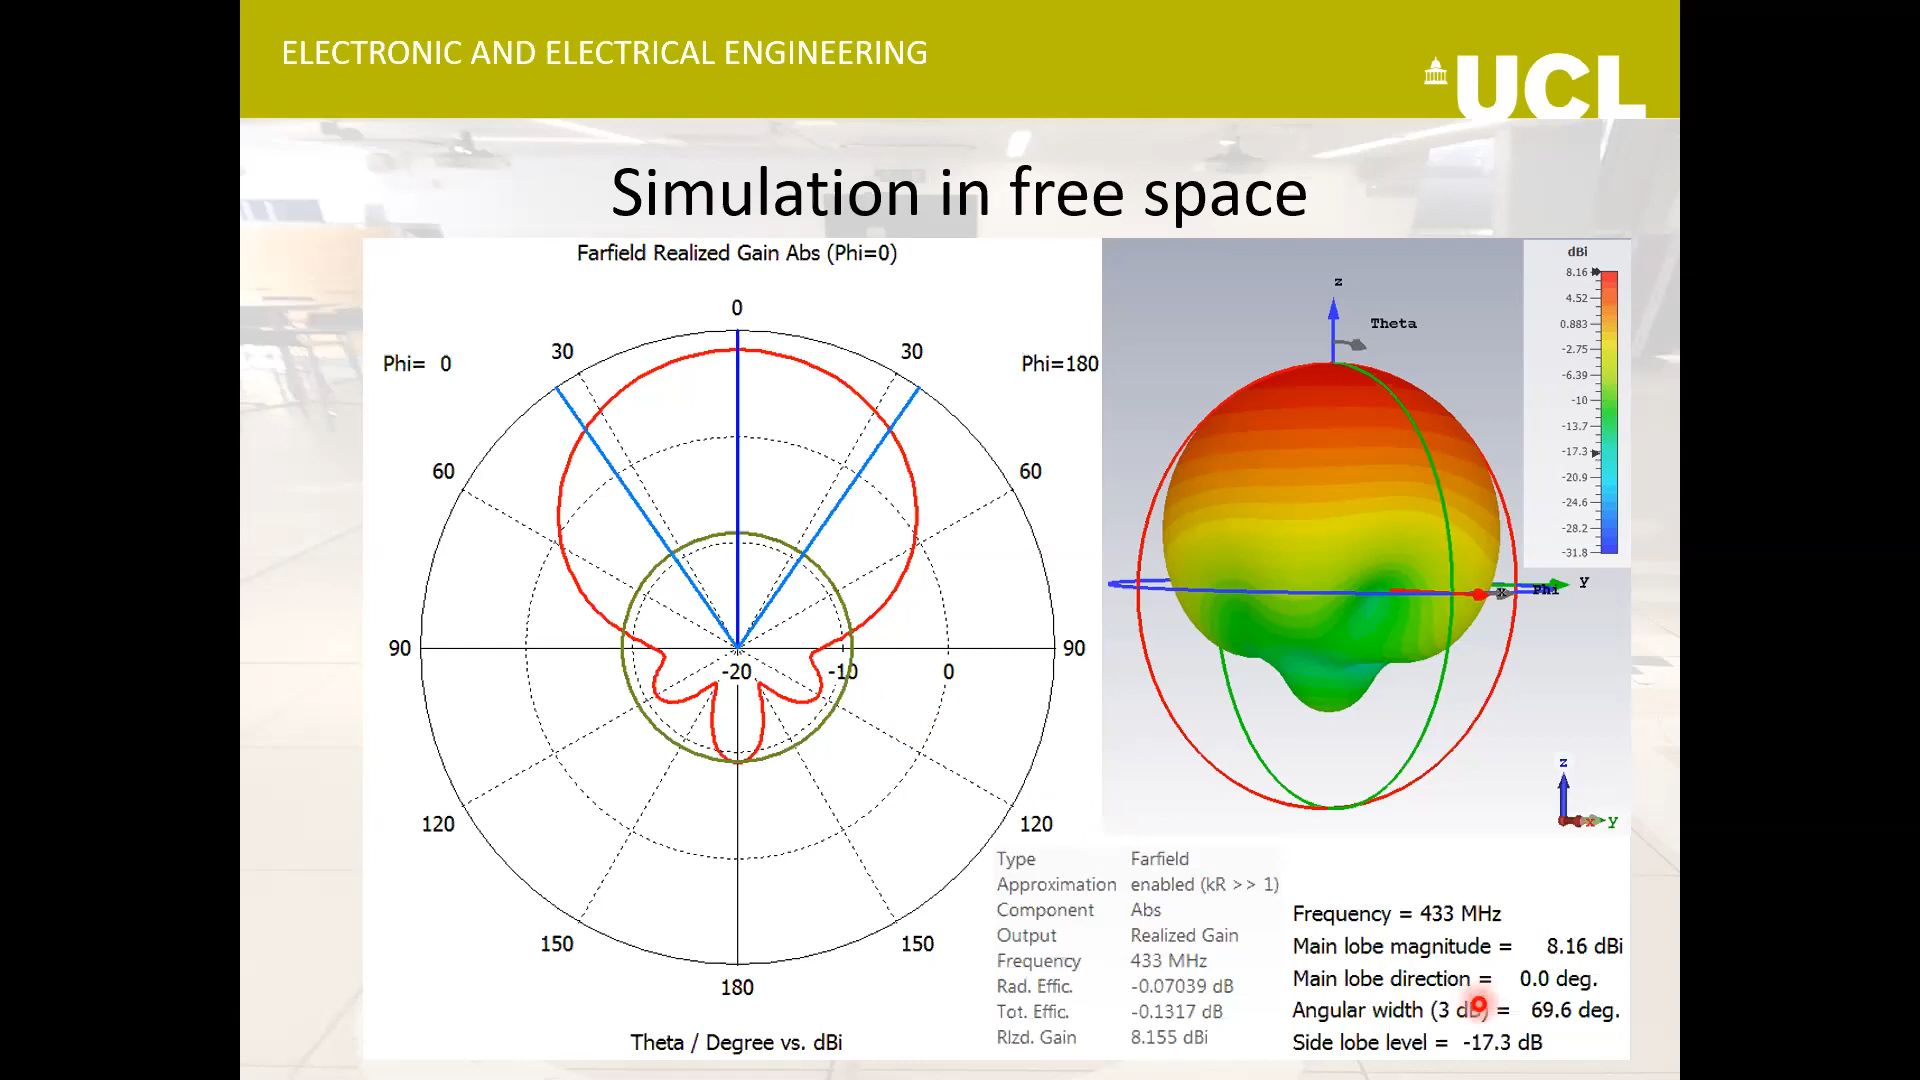 ELECTRONIC AND ELECTRICAL ENGINEERING
UCL
Simulation in free space
Farfield Realized Gain Abs (Phi=0)
0
30
30
Phi= 0
Phi=180
60
60
90
90
-20
-10
0
120
120
150
150
180
Theta / Degree vs. dBi
z
Theta
y
Phi
x
dBi
8.16
4.52
0.883
-2.75
-6.39
-10
-13.7
-17.3
-20.9
-24.6
-28.2
-31.8
z
x
y
Type Farfield
Approximation enabled (kR >> 1)
Component Abs
Output Realized Gain
Frequency 433 MHz
Rad. Effic. -0.07039 dB
Tot. Effic. -0.1317 dB
Rlzd. Gain 8.155 dBi
Frequency = 433 MHz
Main lobe magnitude = 8.16 dBi
Main lobe direction = 0.0 deg.
Angular width (3 dB) = 69.6 deg.
Side lobe level = -17.3 dB